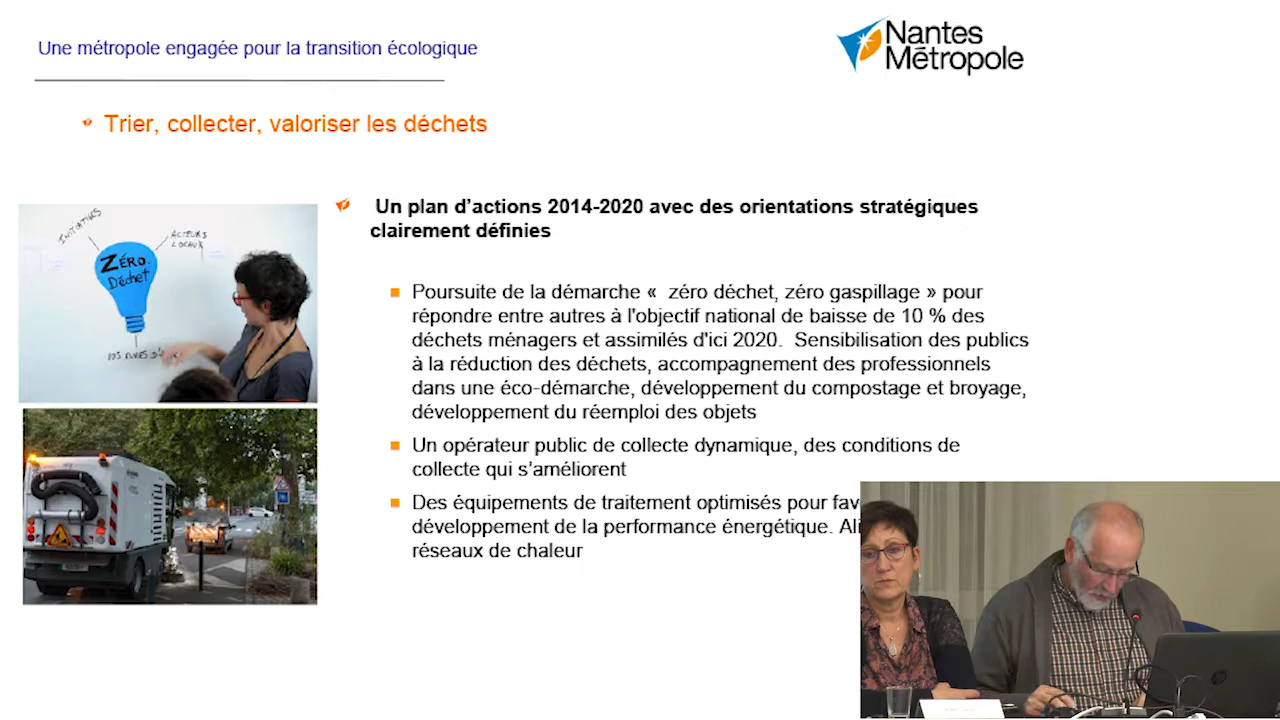 Une métropole engagée pour la transition écologique
Nantes
Métropole
Trier, collecter, valoriser les déchets
Un plan d'actions 2014-2020 avec des orientations stratégiques
clairement définies
INITIATIVES
ACTEURS
LOCAUX
ZÉRO.
Déchet
Poursuite de la démarche « zéro déchet, zéro gaspillage » pour
répondre entre autres à l'objectif national de baisse de 10 % des
déchets ménagers et assimilés d'ici 2020. Sensibilisation des publics
à la réduction des déchets, accompagnement des professionnels
dans une éco-démarche, développement du compostage et broyage,
développement du réemploi des objets
Un opérateur public de collecte dynamique, des conditions de
collecte qui s'améliorent
Des équipements de traitement optimisés pour fav
développement de la performance énergétique. Ali
réseaux de chaleur